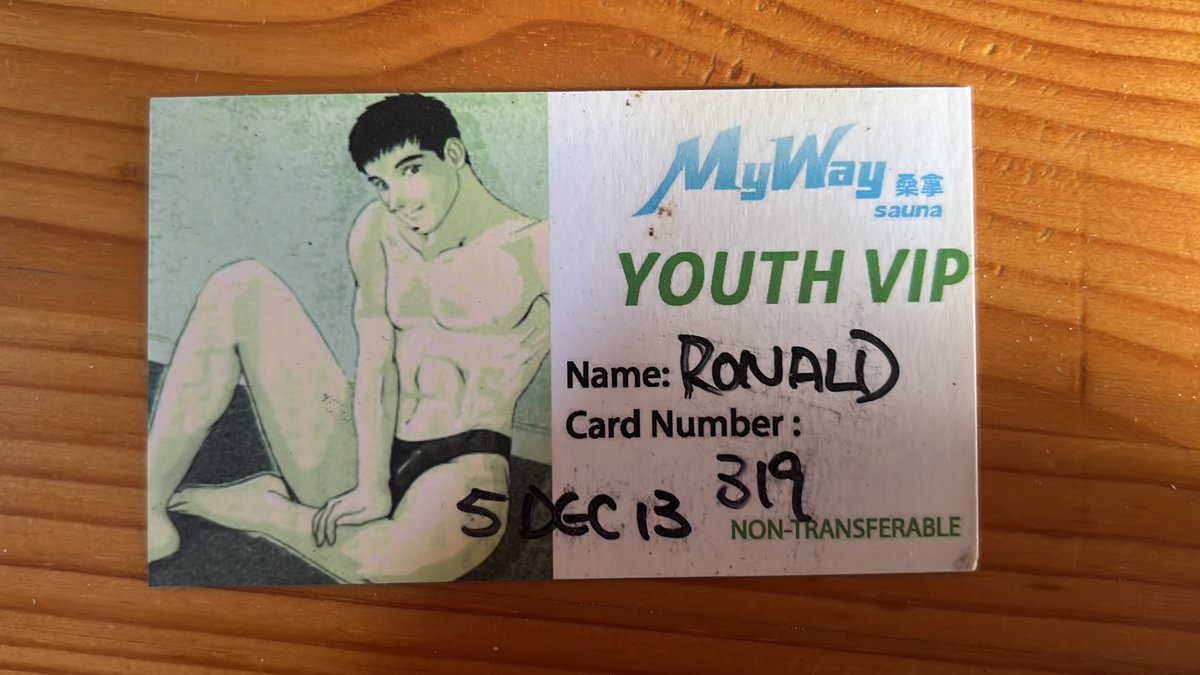 MyWay 桑拿
sauna
YOUTH VIP
Name: RONALD
Card Number :
319
5 DEC 13
NON-TRANSFERABLE